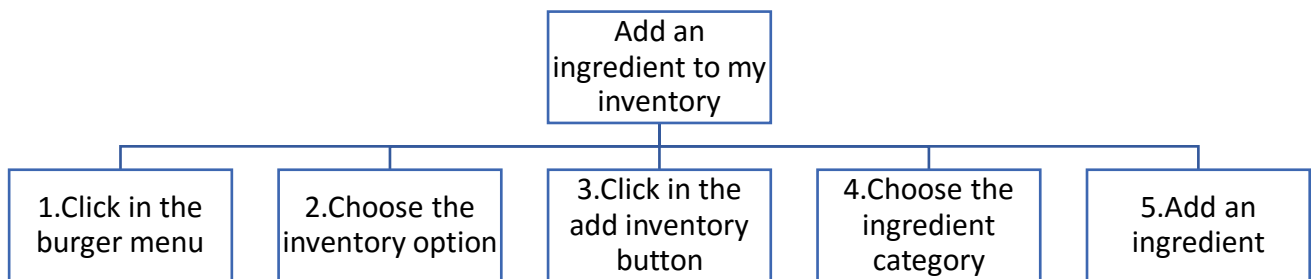 Add an
ingredient to my
inventory
1.Click in the
burger menu
2.Choose the
inventory option
3.Click in the
add inventory
button
4.Choose the
ingredient
category
5.Add an
ingredient